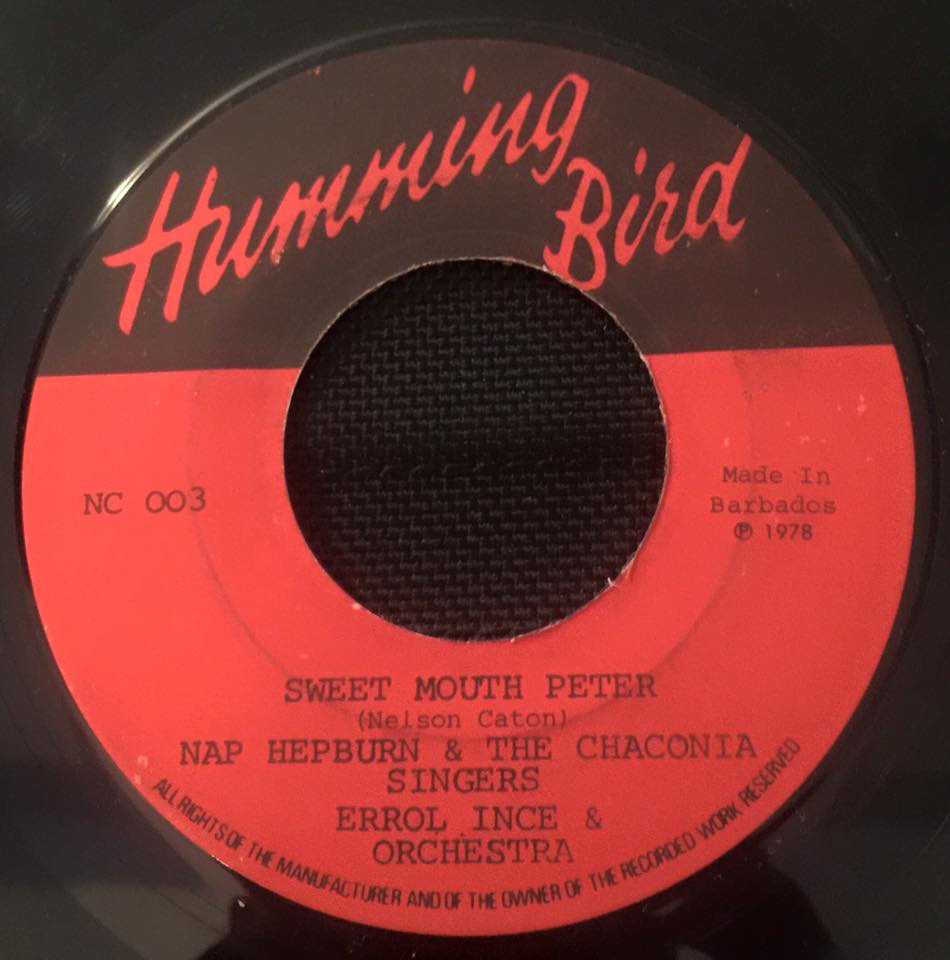 Humming
Bird
NC 003
Made In
Barbados
℗ 1978
SWEET MOUTH PETER
(Nelson Caton)
NAP HEPBURN & THE CHACONIA
SINGERS
ERROL INCE &
ORCHESTRA
ALL RIGHTS OF THE MANUFACTURER AND OF THE OWNER OF THE RECORDED WORK RESERVED